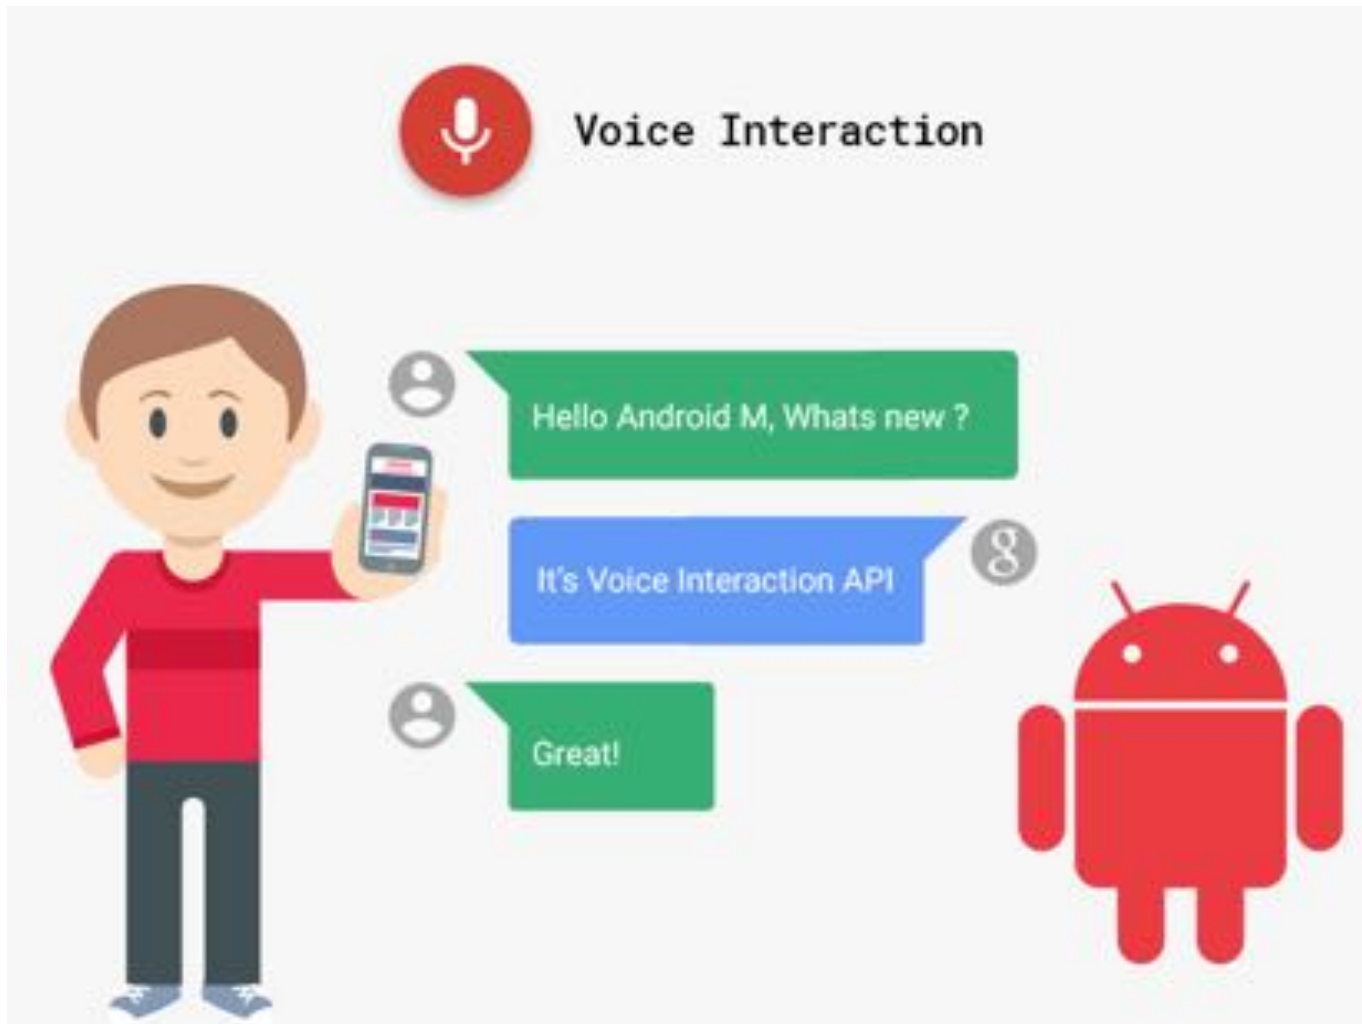 Voice Interaction
Hello Android M, Whats new ?
It's Voice Interaction API
g
Great!